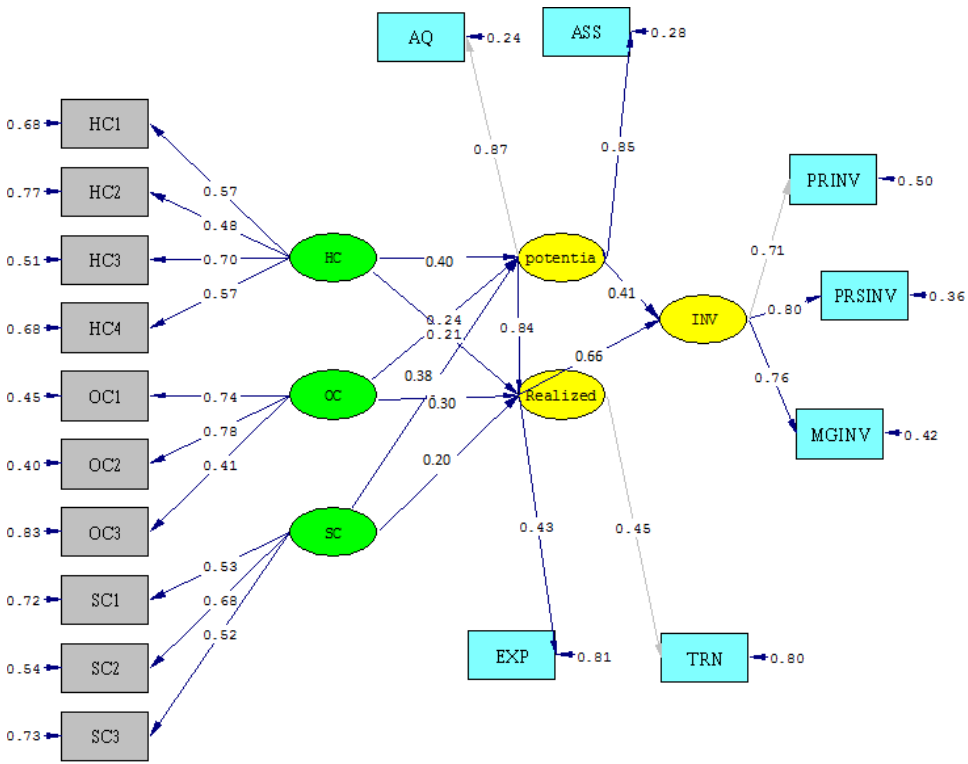 AQ
0.24
ASS
0.28
0.68
HC1
0.87
0.85
0.77
HC2
0.57
PRINV
0.50
0.48
0.51
HC3
0.70
HC
0.40
potentia
0.71
0.57
0.41
PRSINV
0.36
0.68
HC4
0.24
0.21
0.84
INV
0.80
0.66
0.38
0.76
0.45
OC1
0.74
OC
0.30
Realized
0.78
MGINV
0.42
0.40
OC2
0.41
0.20
0.83
OC3
SC
0.43
0.45
0.53
0.72
SC1
0.68
0.52
0.54
SC2
EXP
0.81
TRN
0.80
0.73
SC3